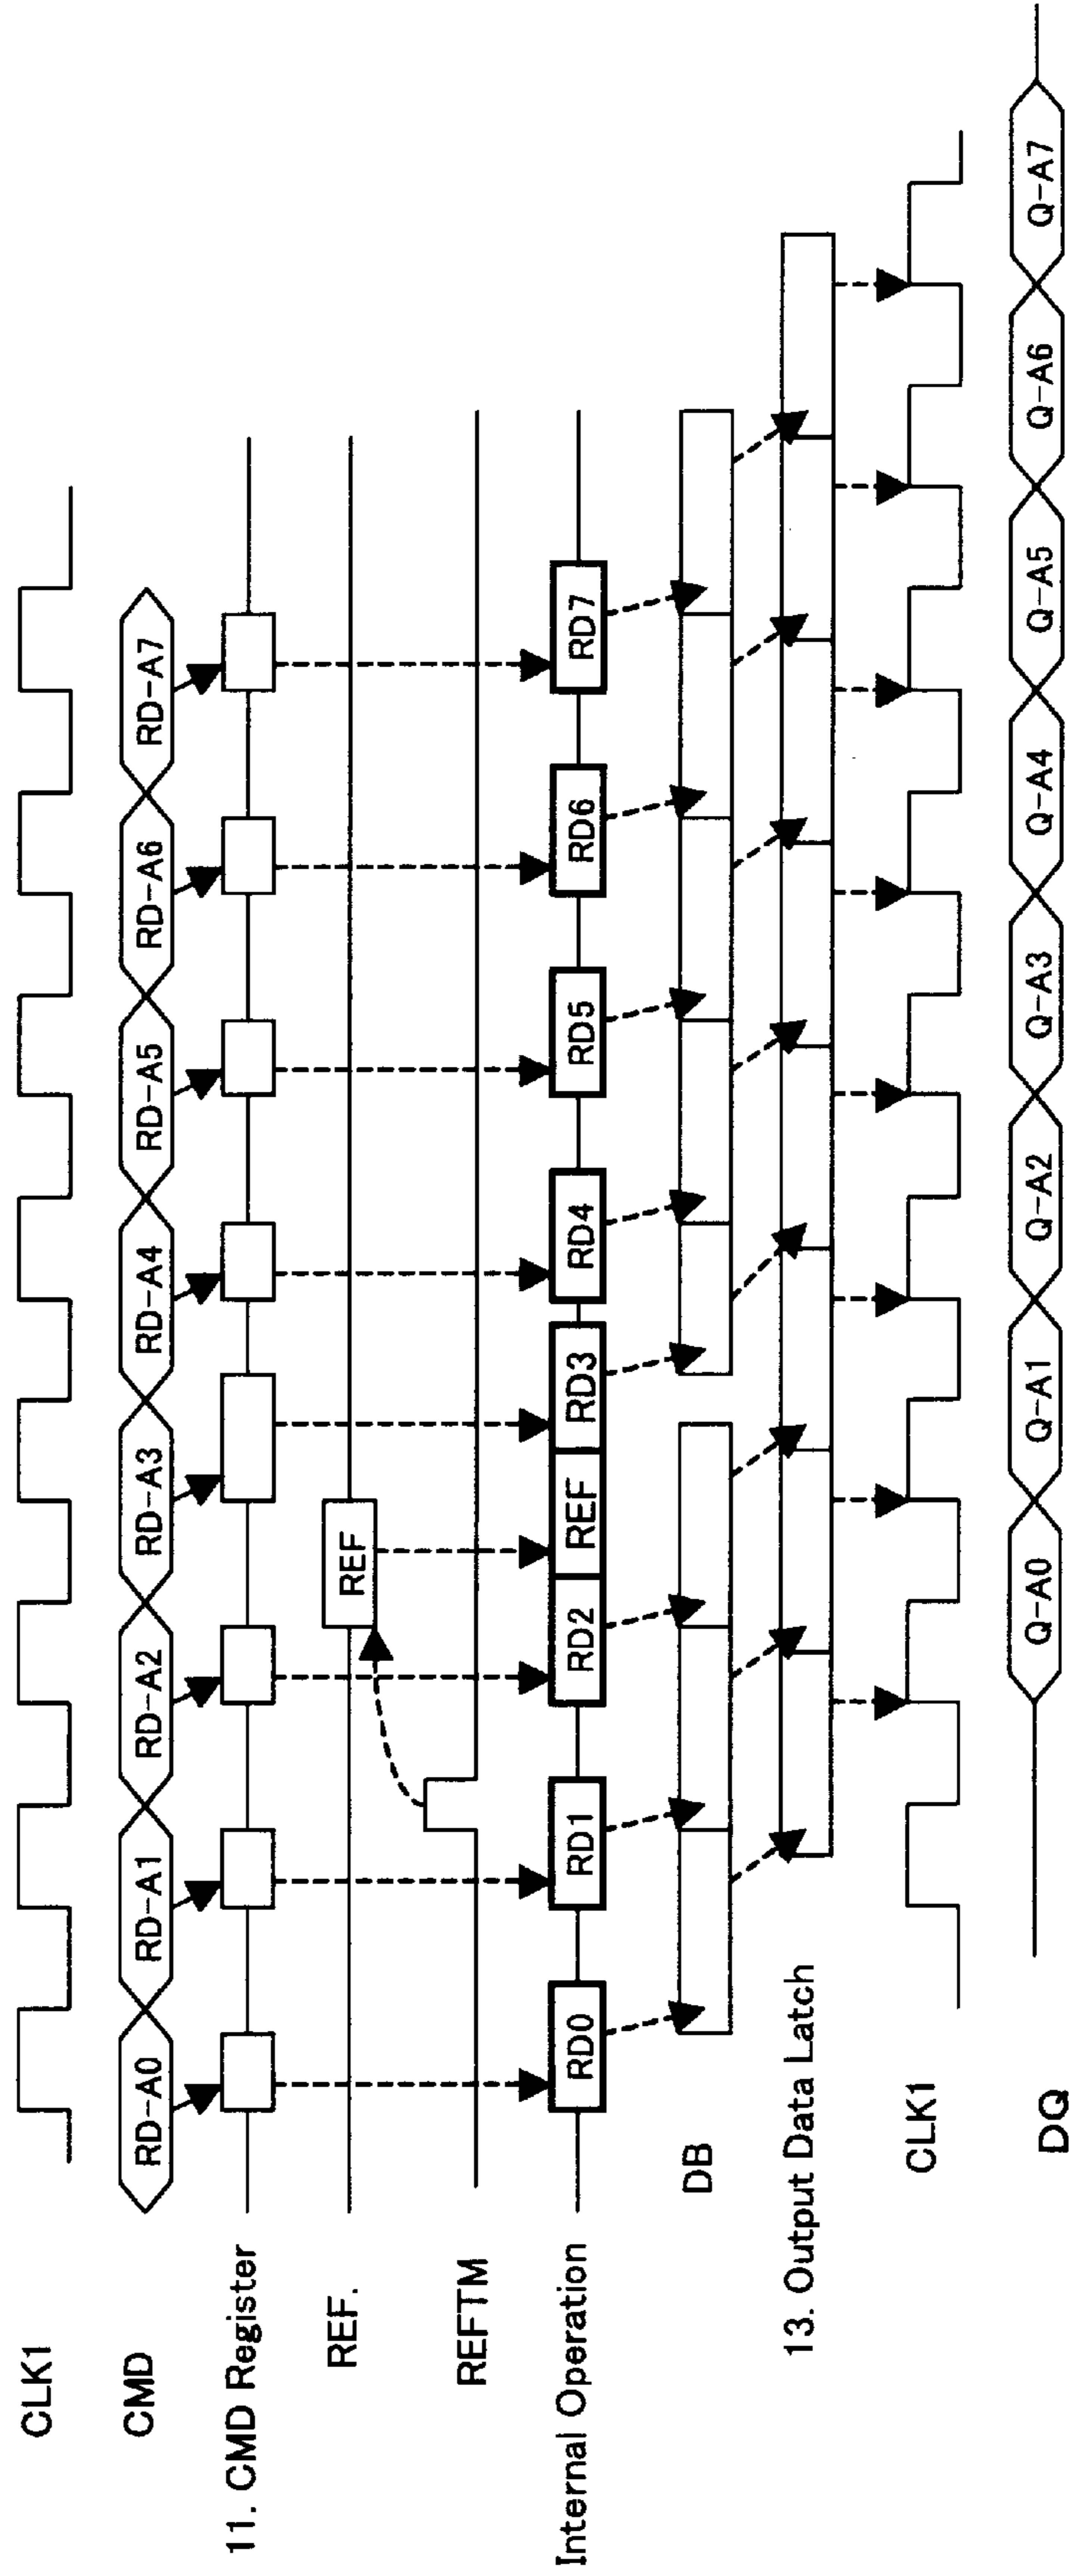 CLK1
CMD
RD-A0 RD-A1 RD-A2 RD-A3 RD-A4 RD-A5 RD-A6 RD-A7
11. CMD Register
REF.
REF
REFTM
Internal Operation
RD0 RD1 RD2 REF RD3 RD4 RD5 RD6 RD7
DB
13. Output Data Latch
CLK1
DQ
Q-A0 Q-A1 Q-A2 Q-A3 Q-A4 Q-A5 Q-A6 Q-A7